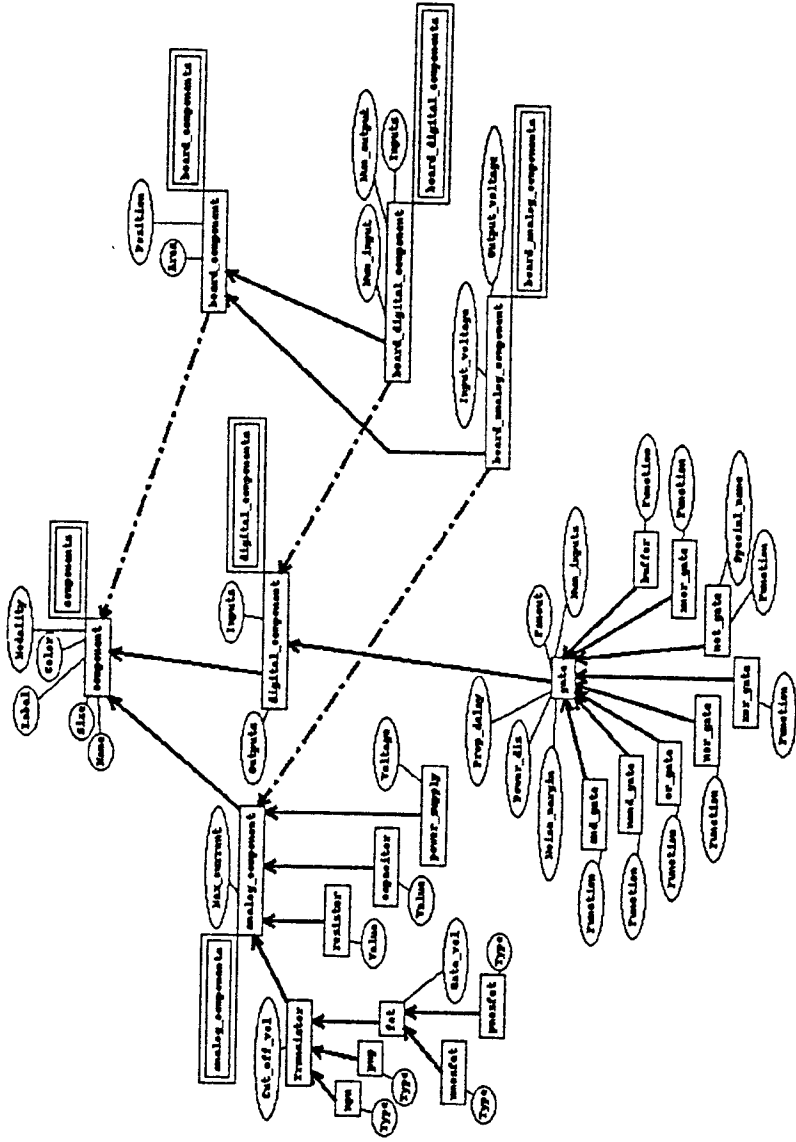 Modality
Color
Label
Size
Name
component
components
Position
Area
board_component
board_components
Num_output
Num_input
Inputs
board_digital_component
board_digital_components
Output_voltage
Input_voltage
board_analog_component
board_analog_components
Inputs
Outputs
digital_component
digital_components
Max_current
analog_component
analog_components
Voltage
power_supply
capacitor
Value
resistor
Value
Cut_off_vol
Transistor
npn
Type
pnp
Type
fet
Gate_vol
nmosfet
Type
pmosfet
Type
Fanout
Num_inputs
Prop_delay
Power_dis
Noise_margin
gate
buffer
Function
xnor_gate
Function
not_gate
Special_name
Function
xor_gate
Function
nor_gate
Function
or_gate
Function
nand_gate
Function
and_gate
Function